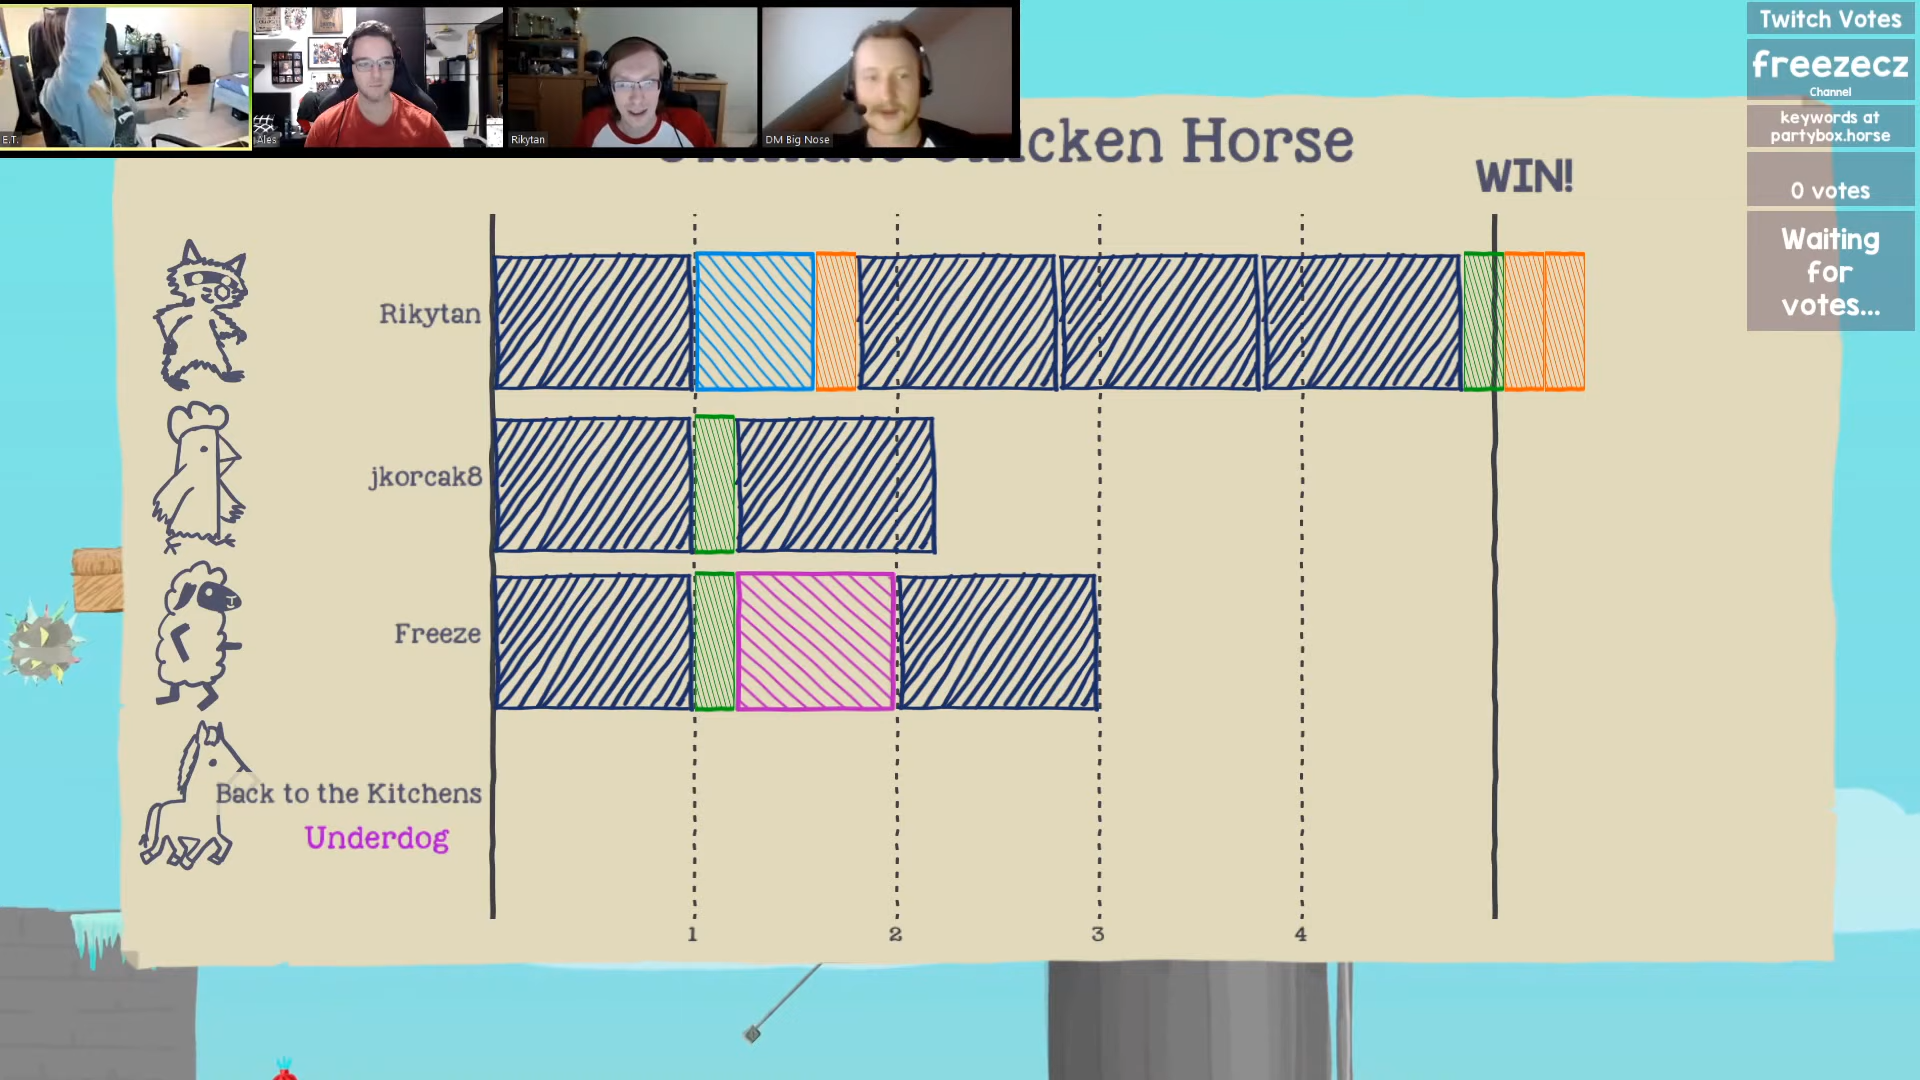 E.T.
Ales
Rikytan
DM Big Nose
cken Horse
WIN!
Rikytan
jkorcak8
Freeze
Back to the Kitchens
Underdog
1 2 3 4
Twitch Votes
freezecz
Channel
keywords at
partybox.horse
0 votes
Waiting
for
votes...